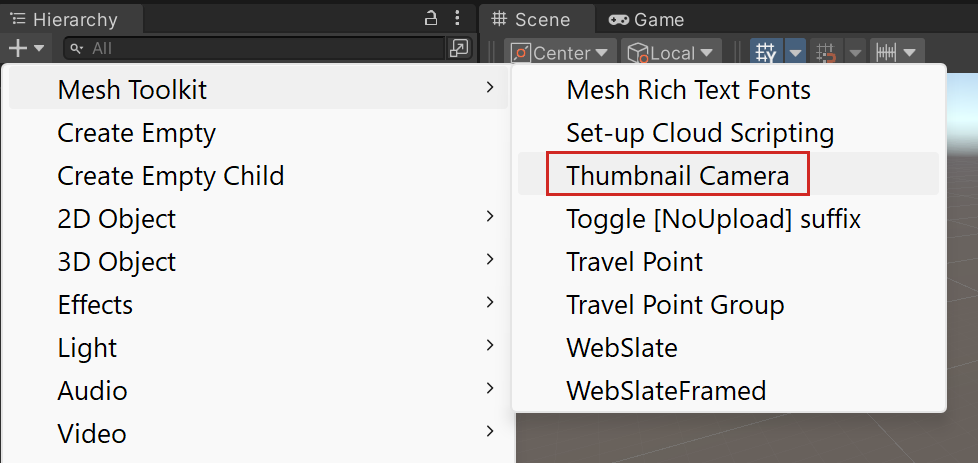 Hierarchy
Scene
Game
All
Center
Local
Mesh Toolkit
Create Empty
Create Empty Child
2D Object
3D Object
Effects
Light
Audio
Video
Mesh Rich Text Fonts
Set-up Cloud Scripting
Thumbnail Camera
Toggle [NoUpload] suffix
Travel Point
Travel Point Group
WebSlate
WebSlateFramed